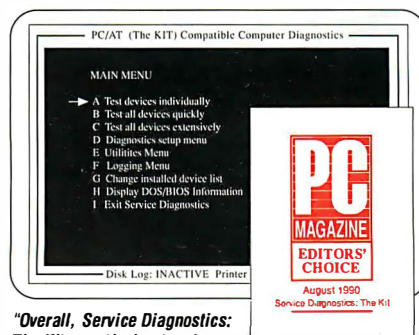 PC/AT (The KIT) Compatible Computer Diagnostics
MAIN MENU
A Test devices individually
B Test all devices quickly
C Test all devices extensively
D Diagnostics setup menu
E Utilitites Menu
F Logging Menu
G Change installed device list
H Display DOS/BIOS Information
I Exit Service Diagnostics
Disk Log: INACTIVE Printer
PC
MAGAZINE
EDITORS'
CHOICE
August 1990
Service Diagnostics: The Kit
"Overall, Service Diagnostics: